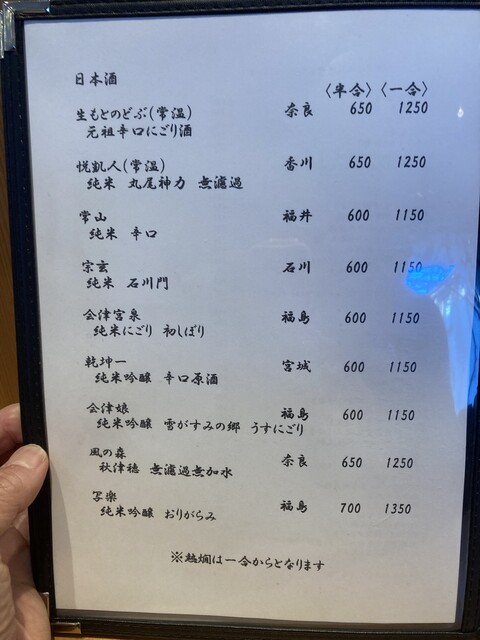 日本酒
〈半合〉 〈一合〉
生もとのどぶ(常温) 奈良 650 1250
元祖辛口にごり酒
悦凱人(常温) 香川 650 1250
純米 丸尾神力 無濾過
常山 福井 600 1150
純米 辛口
宗玄 石川 600 1150
純米 石川門
会津宮泉 福島 600 1150
純米にごり 初しぼり
乾坤一 宮城 600 1150
純米吟醸 辛口原酒
会津娘 福島 600 1150
純米吟醸 雪がすみの郷 うすにごり
風の森 奈良 650 1250
秋津穂 無濾過無加水
写楽 福島 700 1350
純米吟醸 おりがらみ
※熱燗は一合からとなります